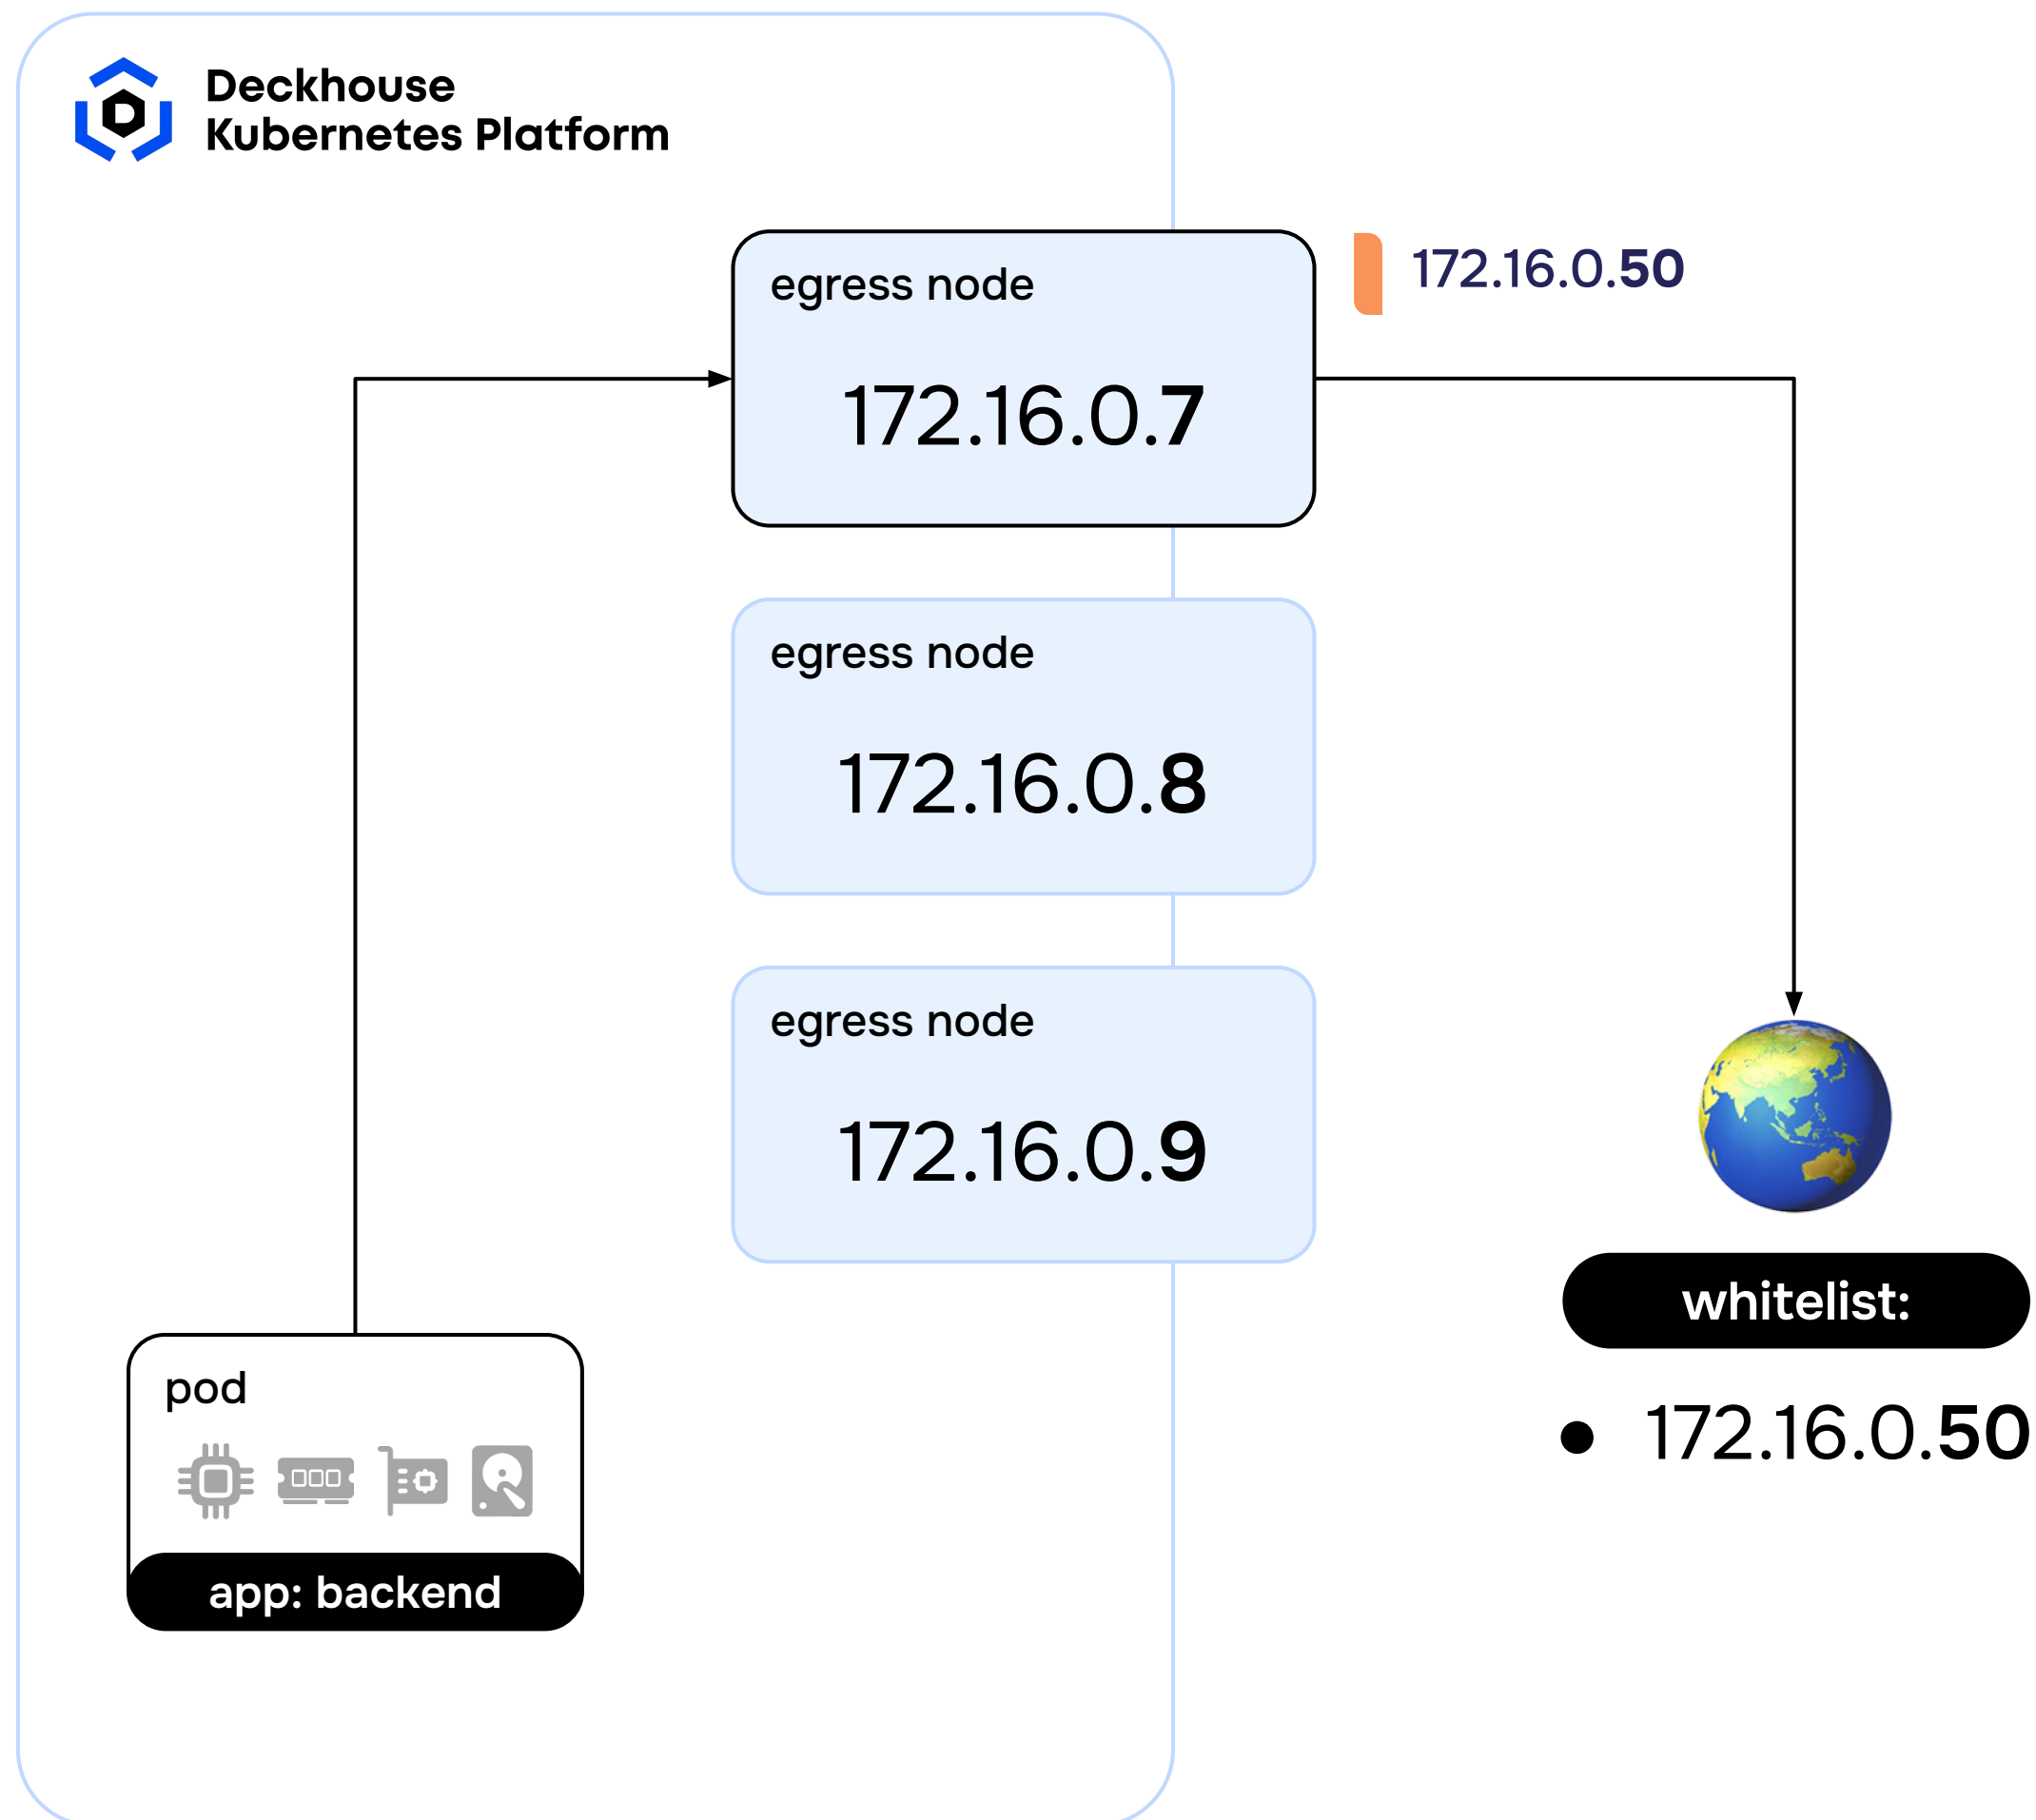 Deckhouse
Kubernetes Platform
egress node
172.16.0.7
172.16.0.50
egress node
172.16.0.8
egress node
172.16.0.9
whitelist:
• 172.16.0.50
pod
app: backend